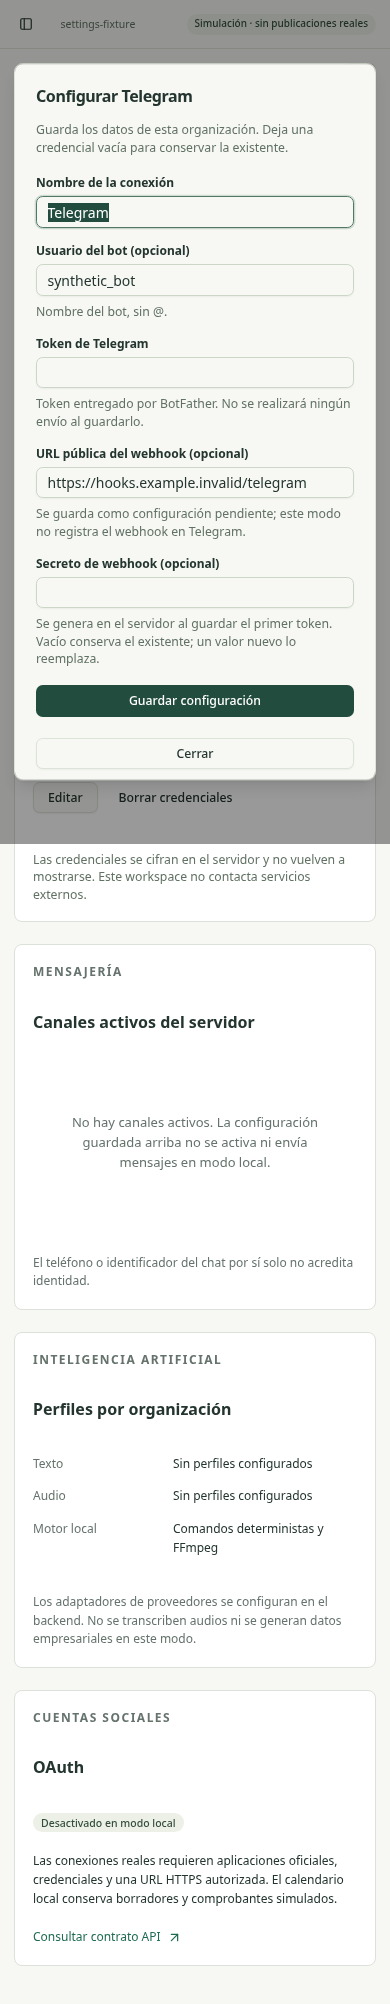 settings-fixture
Simulación · sin publicaciones reales
Configurar Telegram
Guarda los datos de esta organización. Deja una
credencial vacía para conservar la existente.
Nombre de la conexión
Telegram
Usuario del bot (opcional)
synthetic_bot
Nombre del bot, sin @.
Token de Telegram
Token entregado por BotFather. No se realizará ningún
envío al guardarlo.
URL pública del webhook (opcional)
https://hooks.example.invalid/telegram
Se guarda como configuración pendiente; este modo
no registra el webhook en Telegram.
Secreto de webhook (opcional)
Se genera en el servidor al guardar el primer token.
Vacío conserva el existente; un valor nuevo lo
reemplaza.
Guardar configuración
Cerrar
Editar
Borrar credenciales
Las credenciales se cifran en el servidor y no vuelven a
mostrarse. Este workspace no contacta servicios
externos.
MENSAJERÍA
Canales activos del servidor
No hay canales activos. La configuración
guardada arriba no se activa ni envía
mensajes en modo local.
El teléfono o identificador del chat por sí solo no acredita
identidad.
INTELIGENCIA ARTIFICIAL
Perfiles por organización
Texto
Sin perfiles configurados
Audio
Sin perfiles configurados
Motor local
Comandos deterministas y
FFmpeg
Los adaptadores de proveedores se configuran en el
backend. No se transcriben audios ni se generan datos
empresariales en este modo.
CUENTAS SOCIALES
OAuth
Desactivado en modo local
Las conexiones reales requieren aplicaciones oficiales,
credenciales y una URL HTTPS autorizada. El calendario
local conserva borradores y comprobantes simulados.
Consultar contrato API